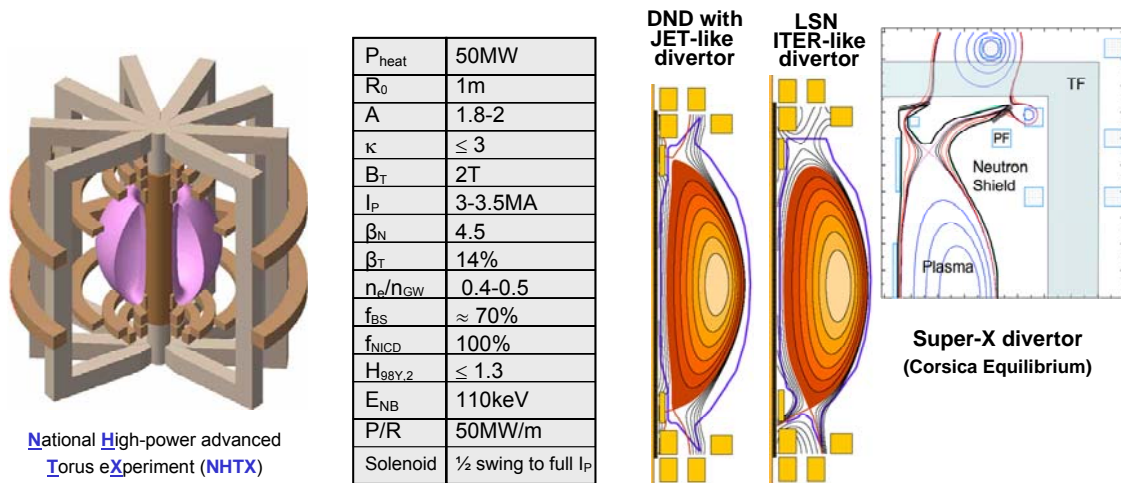 National High-power advanced
Torus eXperiment (NHTX)
P_heat 50MW
R_0 1m
A 1.8-2
κ ≤ 3
B_T 2T
I_P 3-3.5MA
β_N 4.5
β_T 14%
n_e/n_GW 0.4-0.5
f_BS ≈ 70%
f_NICD 100%
H_98Y,2 ≤ 1.3
E_NB 110keV
P/R 50MW/m
Solenoid ½ swing to full I_P
DND with
JET-like
divertor
LSN
ITER-like
divertor
TF
PF
Neutron
Shield
Plasma
Super-X divertor
(Corsica Equilibrium)